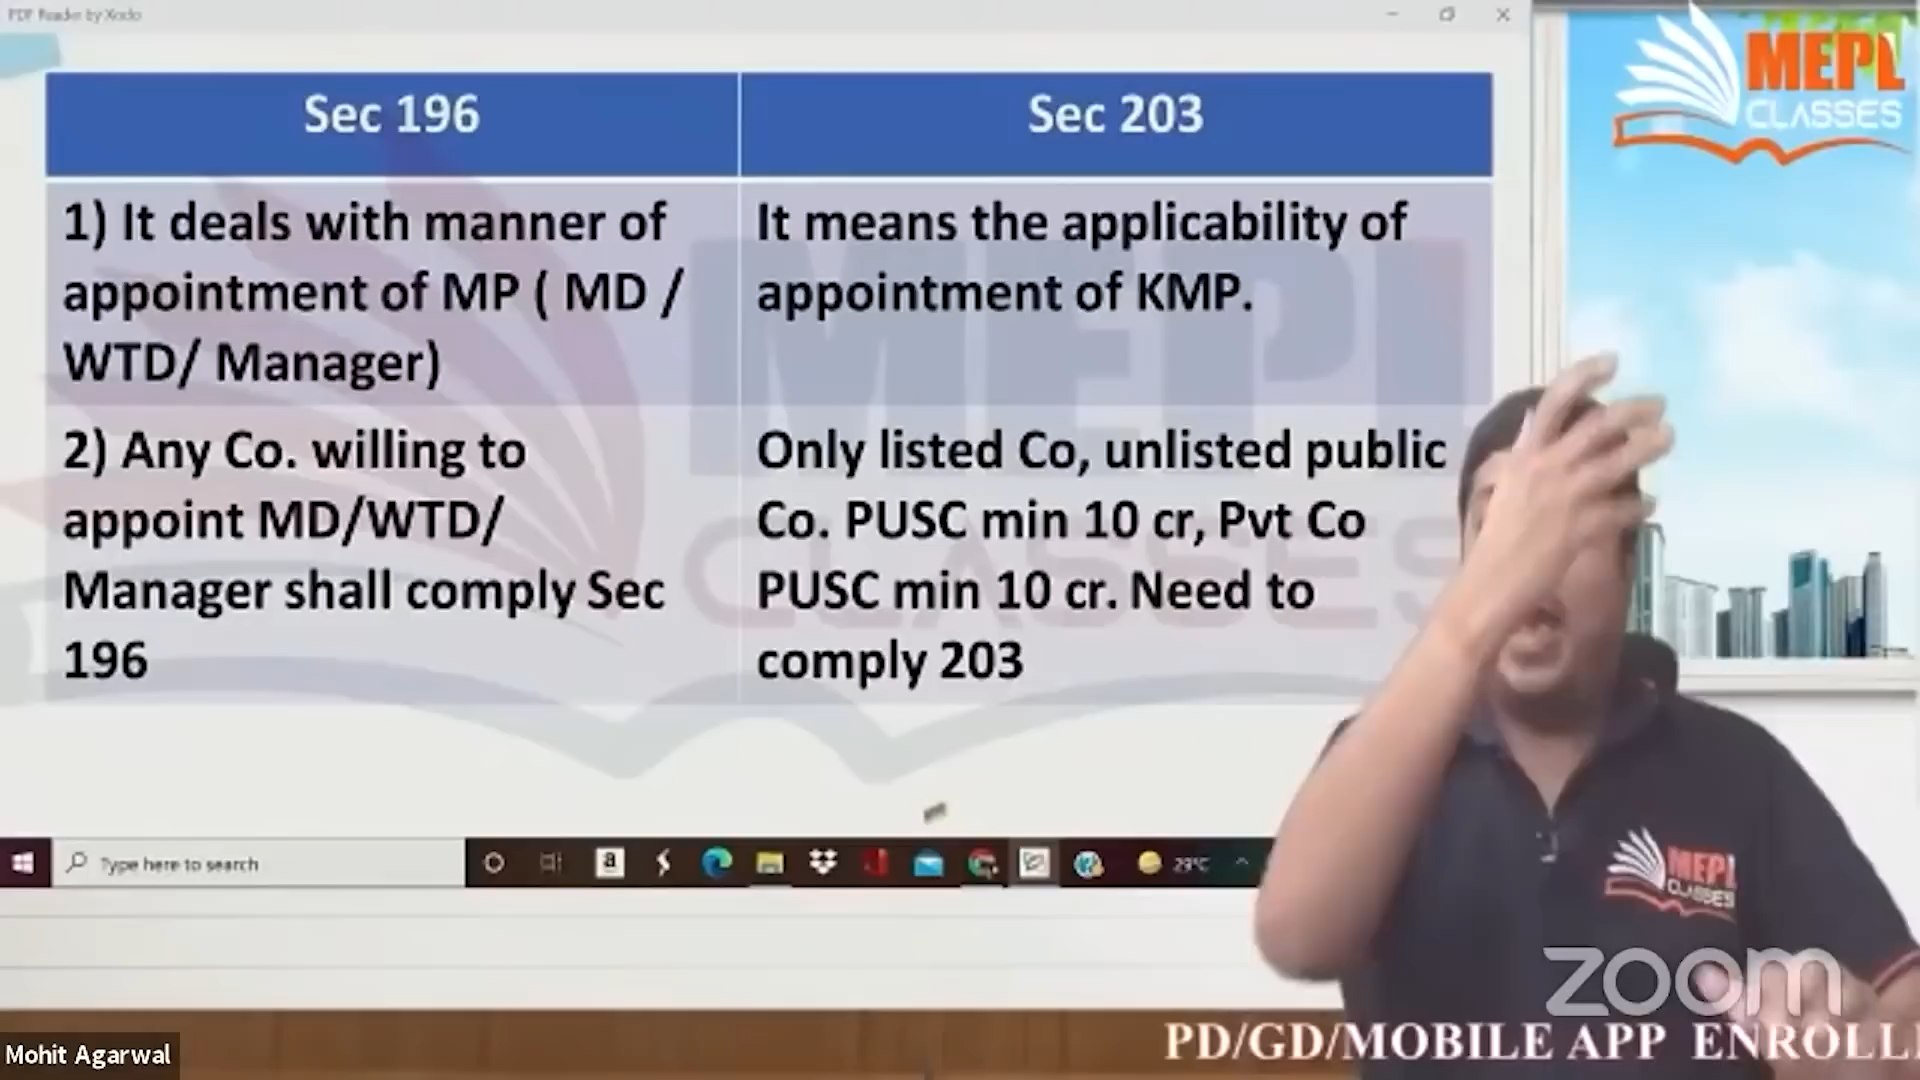 PDF Reader by Xodo
MEPL
CLASSES
Sec 196
Sec 203
1) It deals with manner of
appointment of MP ( MD /
WTD/ Manager)
It means the applicability of
appointment of KMP.
2) Any Co. willing to
appoint MD/WTD/
Manager shall comply Sec
196
Only listed Co, unlisted public
Co. PUSC min 10 cr, Pvt Co
PUSC min 10 cr. Need to
comply 203
MEPL
CLASSES
Type here to search
29°C
MEPL
CLASSES
zoom
PD/GD/MOBILE APP ENROLL
Mohit Agarwal